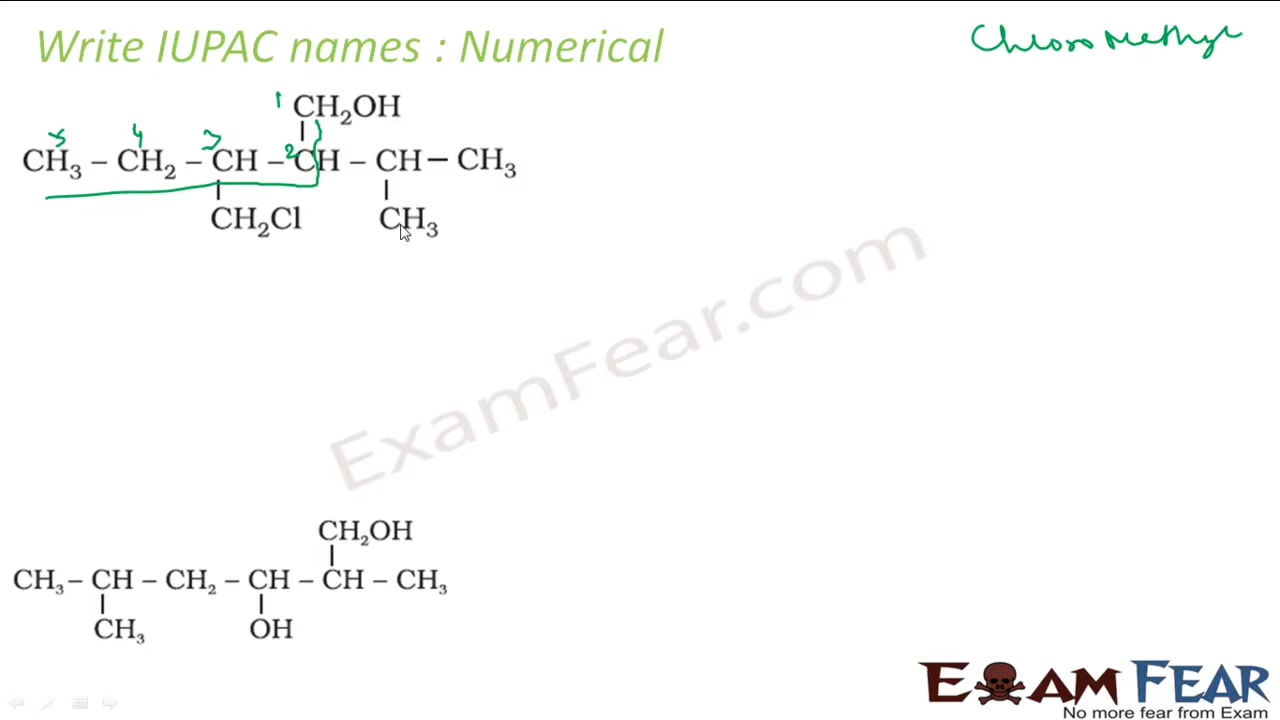 Write IUPAC names : Numerical
Chloro Methyl
1 CH₂OH
5 4 3 2
CH₃ – CH₂ – CH – CH – CH – CH₃
CH₂Cl CH₃
ExamFear.com
CH₂OH
CH₃ – CH – CH₂ – CH – CH – CH₃
CH₃ OH
EXAM FEAR
No more fear from Exam